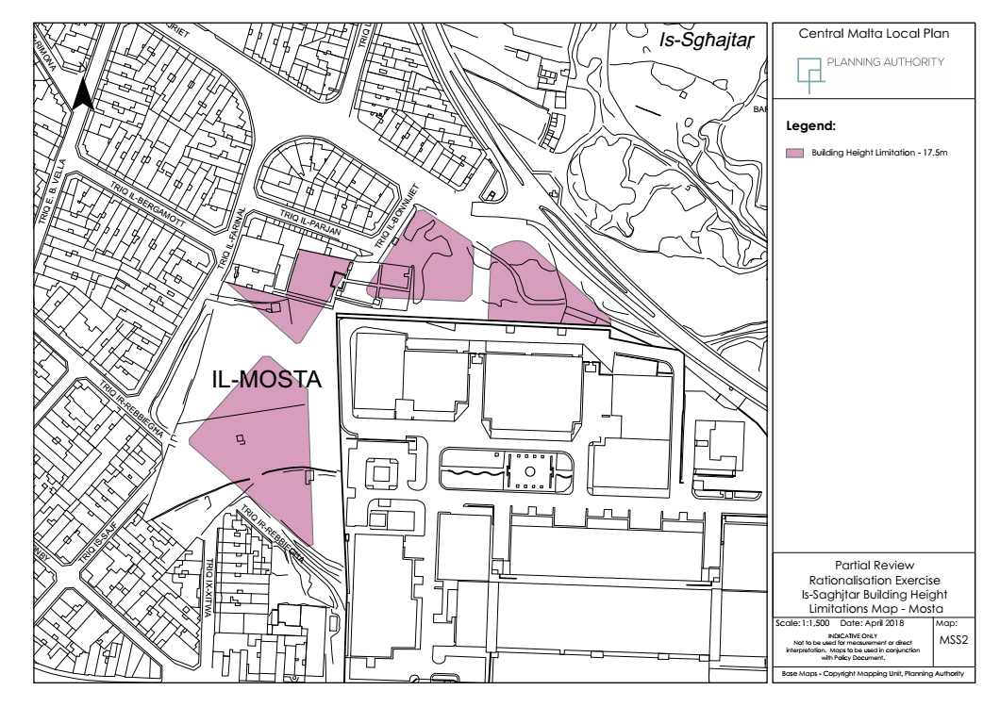 Is-Sgħajtar
Central Malta Local Plan
PLANNING AUTHORITY
Legend:
Building Height Limitation - 17.5m
TRIQ E. B. VELLA
TRIQ IL-BERGAMOTT
TRIQ IL-FARINAL
TRIQ IL-PARJAN
TRIQ IL-BONNIJIET
IL-MOSTA
TRIQ IR-REBBIEGHA
TRIQ IS-SAJF
TRIQ IR-REBBIEGHA
TRIQ IX-XITWA
Partial Review
Rationalisation Exercise
Is-Saghjtar Building Height
Limitations Map - Mosta
Scale: 1:1,500 Date: April 2018 Map:
MSS2
INDICATIVE ONLY
Not to be used for measurement or direct
interpretation. Maps to be used in conjunction
with Policy Document.
Base Maps - Copyright Mapping Unit, Planning Authority